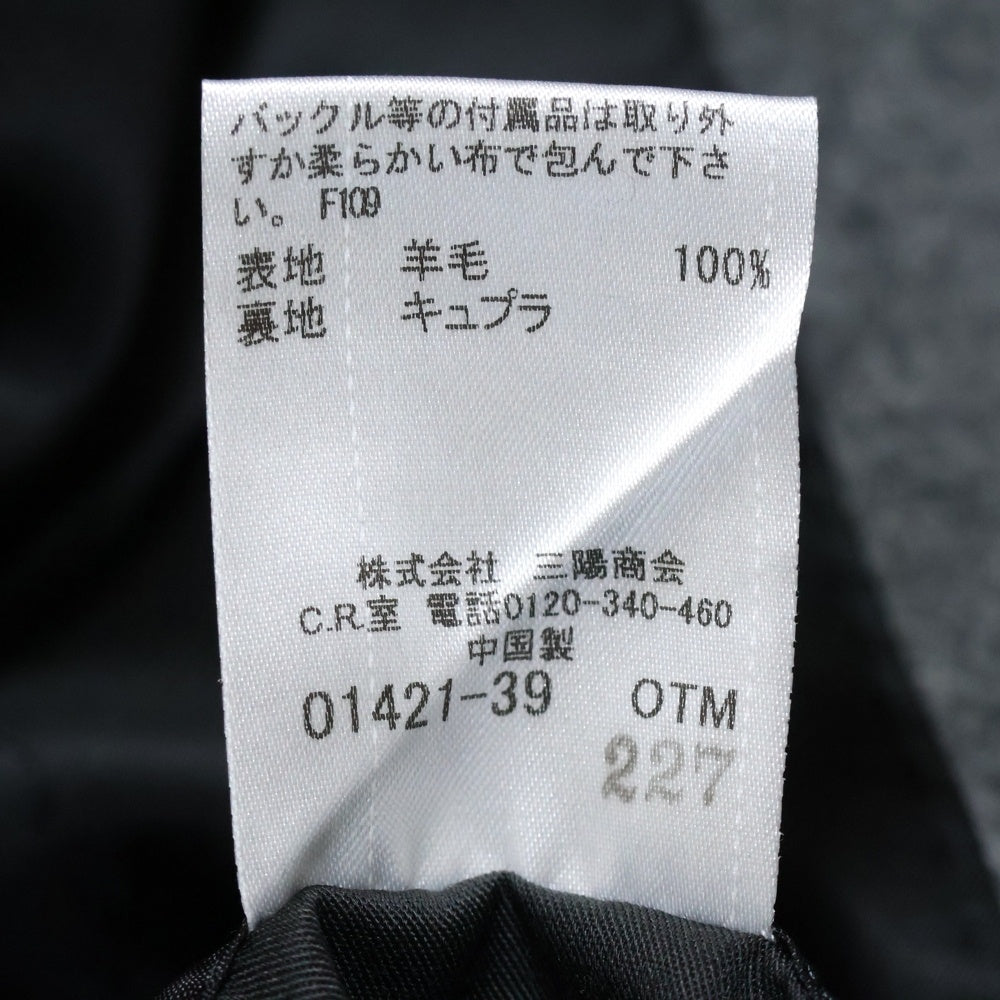 バックル等の付属品は取り外
すか柔らかい布で包んで下さ
い。 F109
表地 羊毛 100%
裏地 キュプラ
株式会社 三陽商会
C.R.室 電話0120-340-460
中国製
01421-39 OTM
227